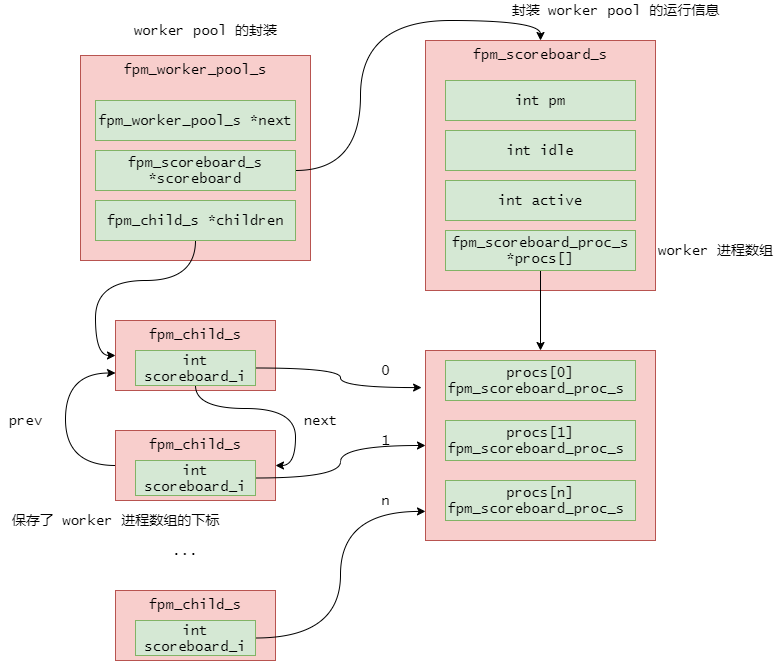 worker pool 的封装
fpm_worker_pool_s
fpm_worker_pool_s *next
fpm_scoreboard_s
*scoreboard
fpm_child_s *children
封装 worker pool 的运行信息
fpm_scoreboard_s
int pm
int idle
int active
fpm_scoreboard_proc_s
*procs[]
worker 进程数组
fpm_child_s
int
scoreboard_i
0
prev
next
fpm_child_s
int
scoreboard_i
1
保存了 worker 进程数组的下标
...
n
fpm_child_s
int
scoreboard_i
procs[0]
fpm_scoreboard_proc_s
procs[1]
fpm_scoreboard_proc_s
procs[n]
fpm_scoreboard_proc_s